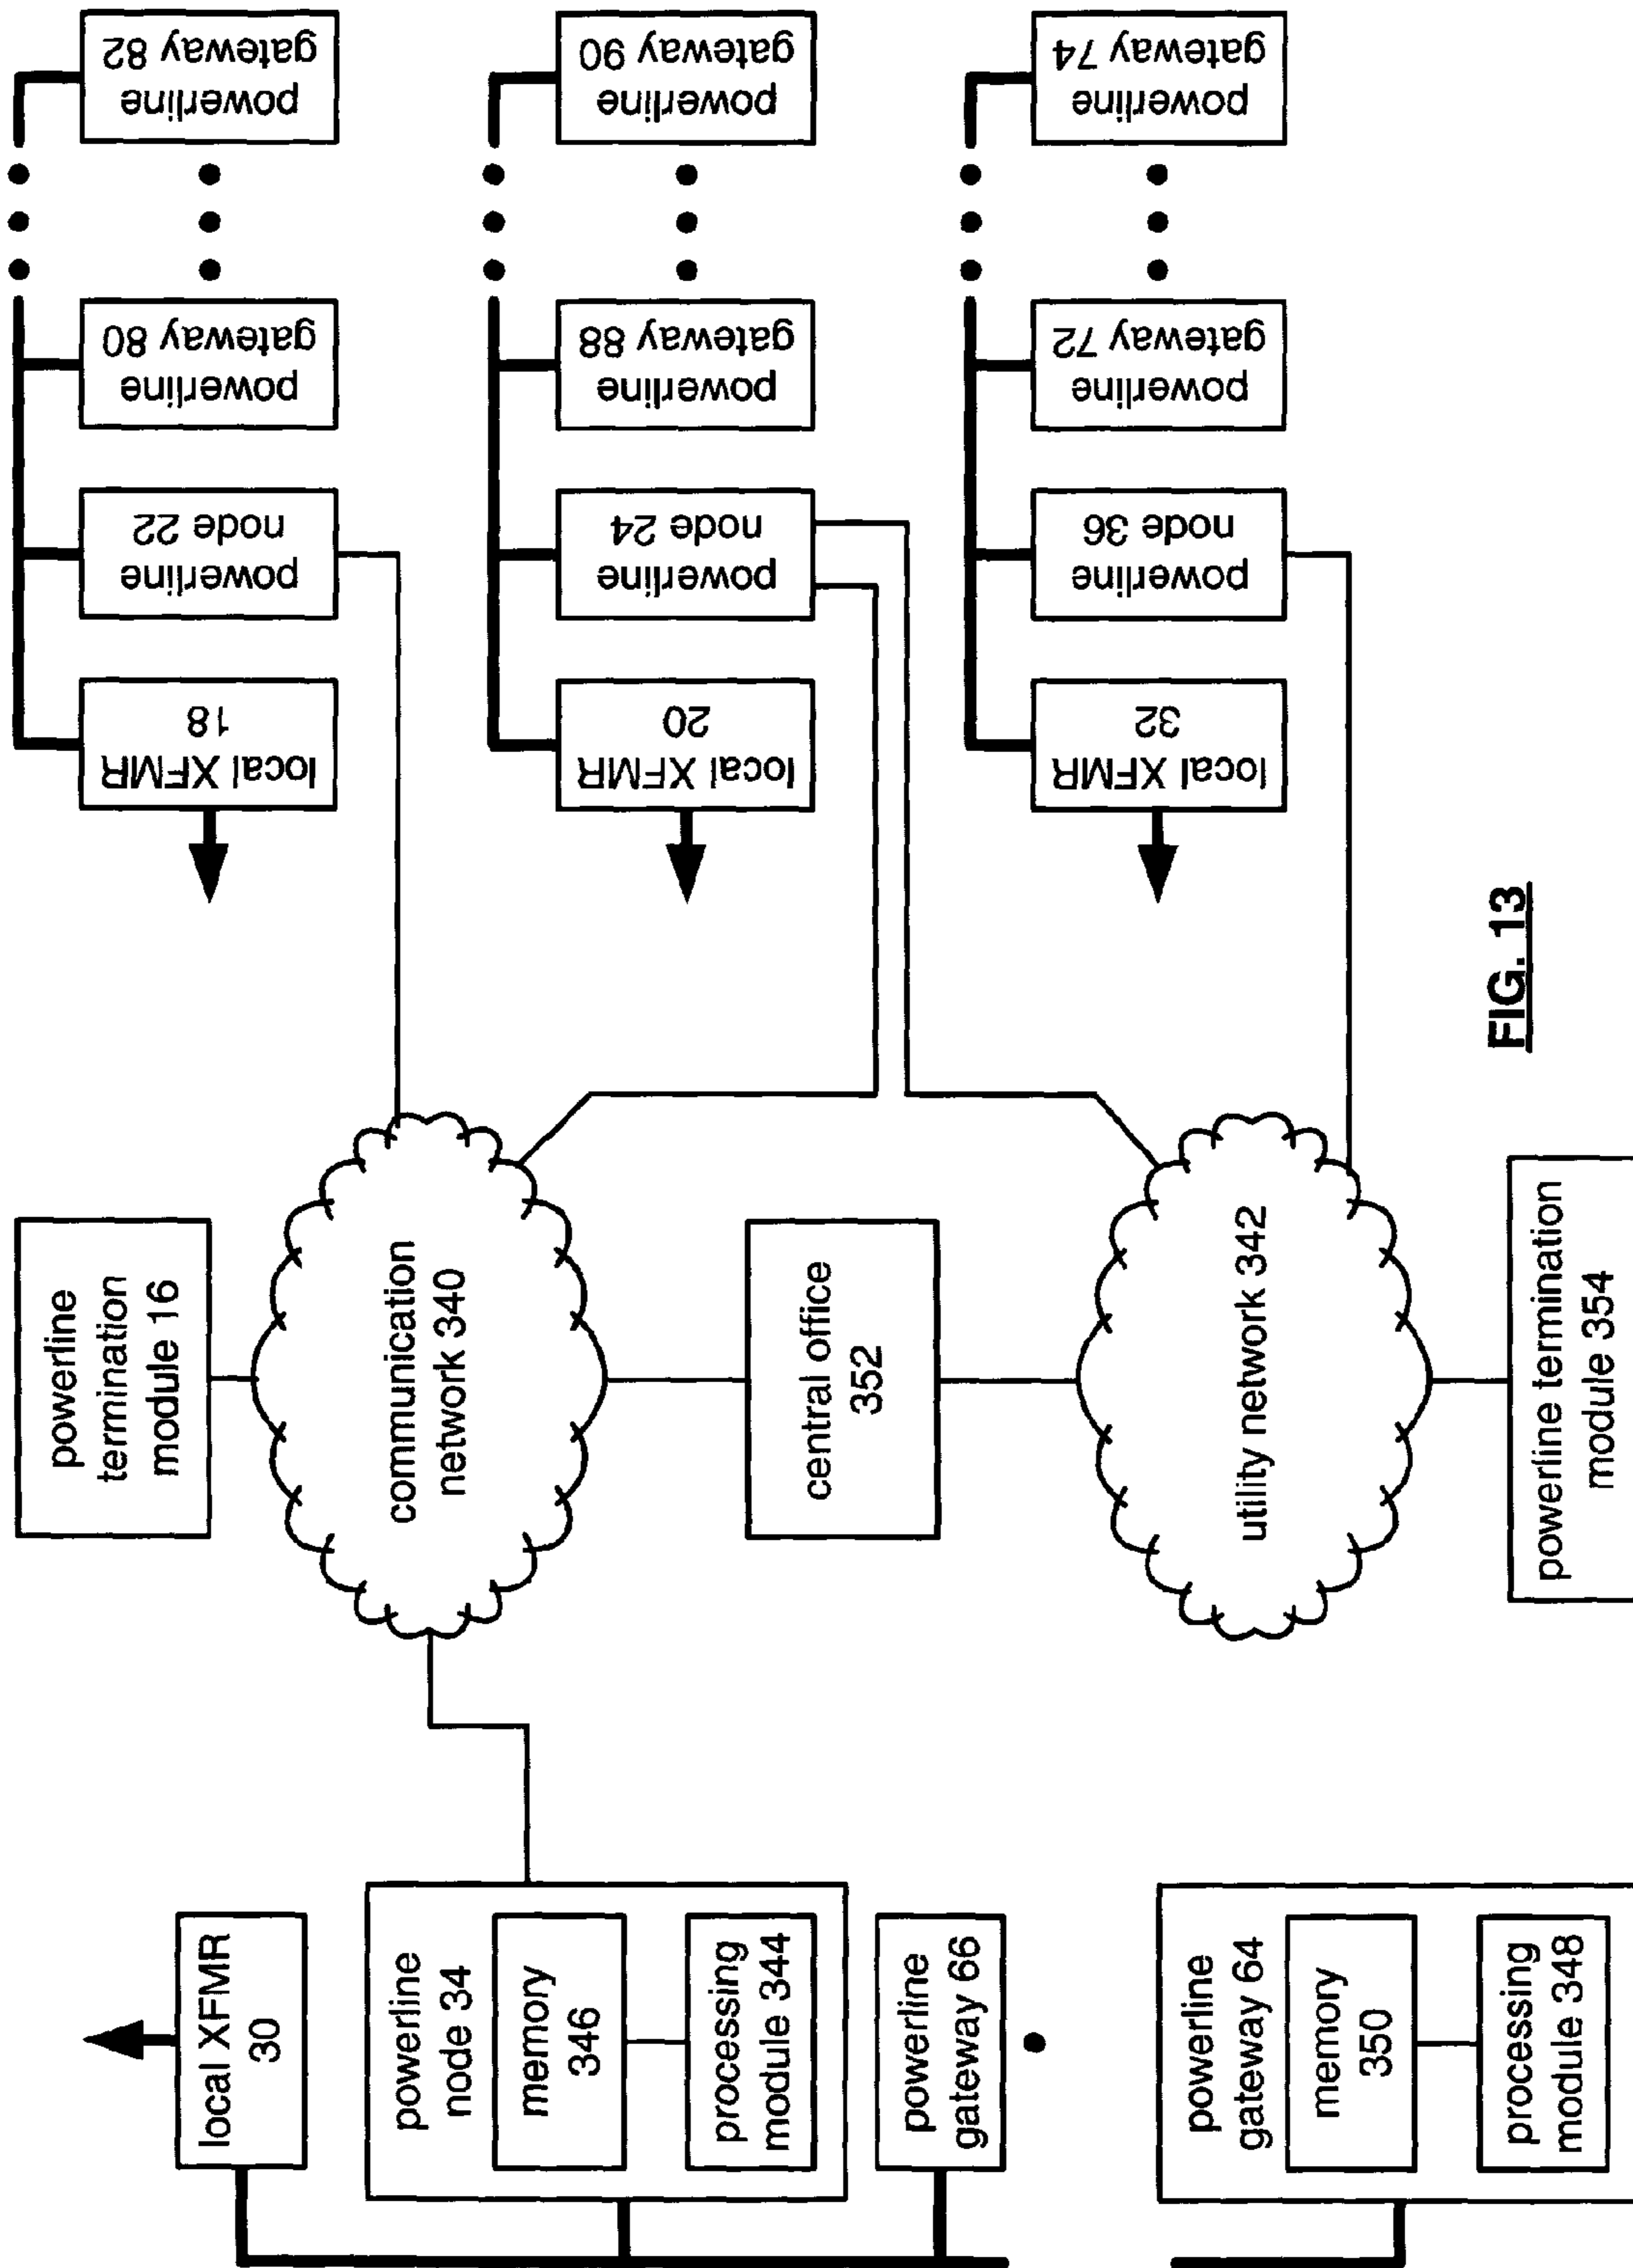 local XFMR
30
powerline
node 34
memory
346
processing
module 344
powerline
gateway 66
powerline
gateway 64
memory
350
processing
module 348
powerline
termination
module 16
communication
network 340
central office
352
utility network 342
powerline termination
module 354
local XFMR
18
powerline
node 22
powerline
gateway 80
powerline
gateway 82
local XFMR
20
powerline
node 24
powerline
gateway 88
powerline
gateway 90
local XFMR
32
powerline
node 36
powerline
gateway 72
powerline
gateway 74
FIG. 13